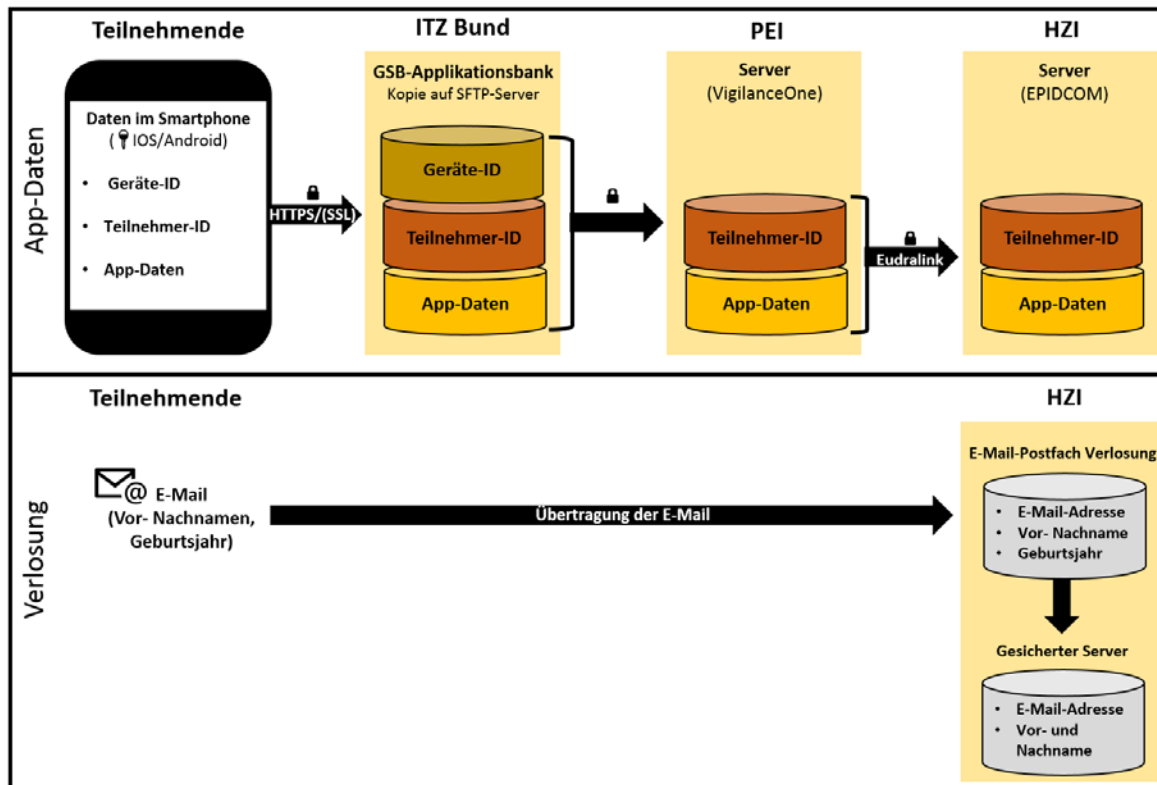 App-Daten
Teilnehmende
Daten im Smartphone
( IOS/Android)
• Geräte-ID
• Teilnehmer-ID
• App-Daten
HTTPS/(SSL)
ITZ Bund
GSB-Applikationsbank
Kopie auf SFTP-Server
Geräte-ID
Teilnehmer-ID
App-Daten
PEI
Server
(VigilanceOne)
Teilnehmer-ID
App-Daten
Eudralink
HZI
Server
(EPIDCOM)
Teilnehmer-ID
App-Daten
Verlosung
Teilnehmende
@ E-Mail
(Vor- Nachnamen,
Geburtsjahr)
Übertragung der E-Mail
HZI
E-Mail-Postfach Verlosung
• E-Mail-Adresse
• Vor- Nachname
• Geburtsjahr
Gesicherter Server
• E-Mail-Adresse
• Vor- und
Nachname